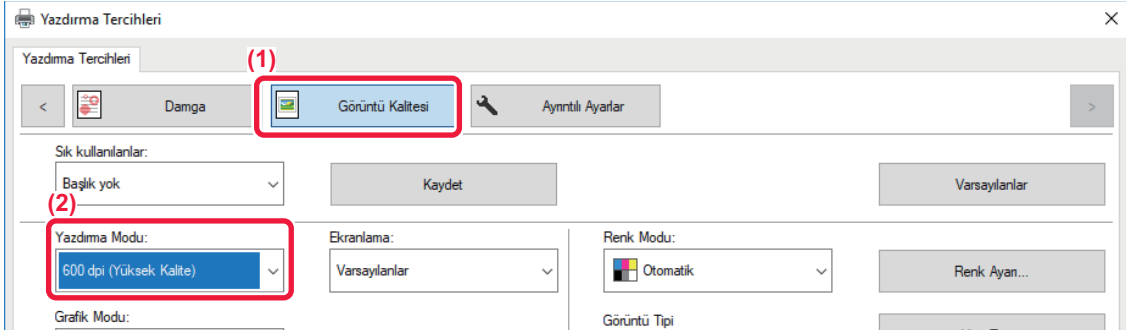 Yazdırma Tercihleri
Yazdırma Tercihleri
(1)
< Damga Görüntü Kalitesi Ayrıntılı Ayarlar >
Sık kullanılanlar:
Başlık yok Kaydet Varsayılanlar
(2)
Yazdırma Modu: Ekranlama: Renk Modu:
600 dpi (Yüksek Kalite) Varsayılanlar Otomatik Renk Ayarı...
Grafik Modu: Görüntü Tipi